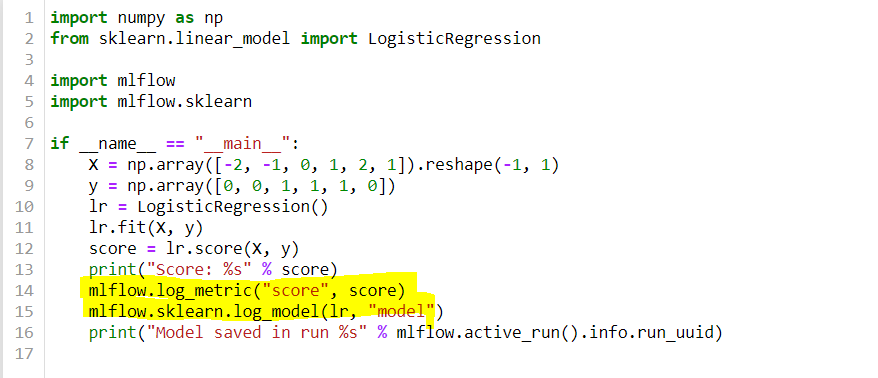 1 import numpy as np
2 from sklearn.linear_model import LogisticRegression
3
4 import mlflow
5 import mlflow.sklearn
6
7 if __name__ == "__main__":
8     X = np.array([-2, -1, 0, 1, 2, 1]).reshape(-1, 1)
9     y = np.array([0, 0, 1, 1, 1, 0])
10     lr = LogisticRegression()
11     lr.fit(X, y)
12     score = lr.score(X, y)
13     print("Score: %s" % score)
14     mlflow.log_metric("score", score)
15     mlflow.sklearn.log_model(lr, "model")
16     print("Model saved in run %s" % mlflow.active_run().info.run_uuid)
17